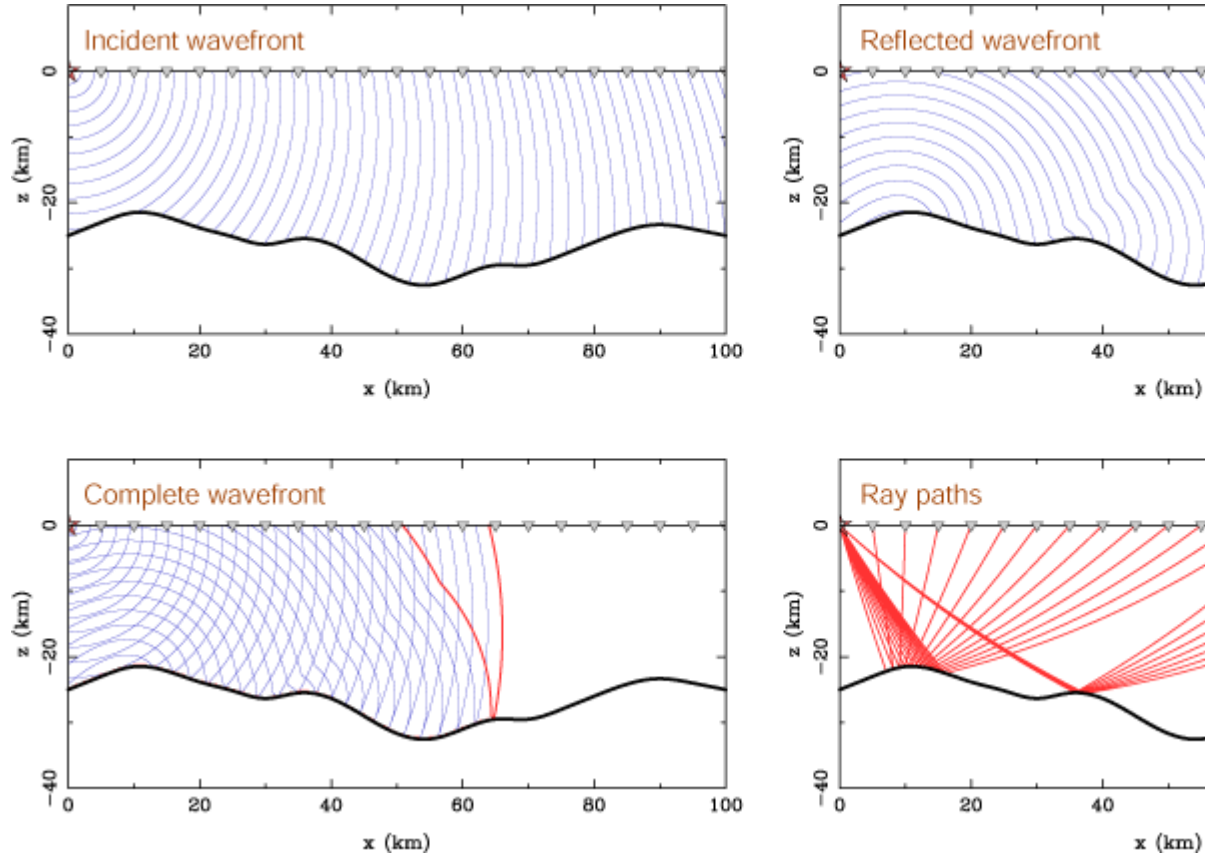 Incident wavefront
0
−20
−40
z (km)
0 20 40 60 80 100
x (km)
Reflected wavefront
0
−20
−40
z (km)
0 20 40
x (km)
Complete wavefront
0
−20
−40
z (km)
0 20 40 60 80 100
x (km)
Ray paths
0
−20
−40
z (km)
0 20 40
x (km)